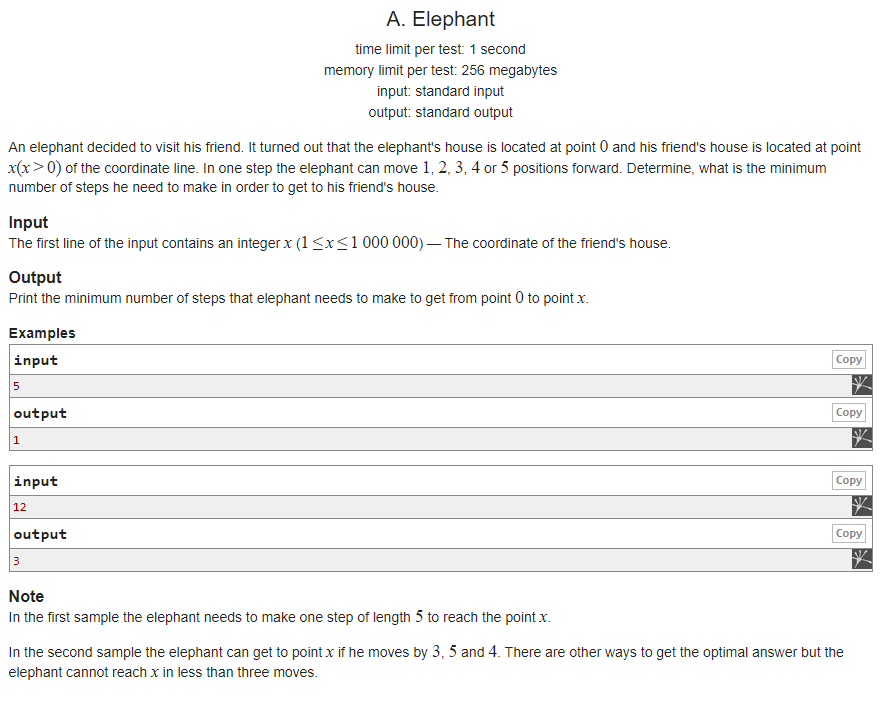 A. Elephant
time limit per test: 1 second
memory limit per test: 256 megabytes
input: standard input
output: standard output
An elephant decided to visit his friend. It turned out that the elephant's house is located at point 0 and his friend's house is located at point
x(x > 0) of the coordinate line. In one step the elephant can move 1, 2, 3, 4 or 5 positions forward. Determine, what is the minimum
number of steps he need to make in order to get to his friend's house.
Input
The first line of the input contains an integer x (1 ≤ x ≤ 1 000 000) — The coordinate of the friend's house.
Output
Print the minimum number of steps that elephant needs to make to get from point 0 to point x.
Examples
input Copy
5
output Copy
1
input Copy
12
output Copy
3
Note
In the first sample the elephant needs to make one step of length 5 to reach the point x.
In the second sample the elephant can get to point x if he moves by 3, 5 and 4. There are other ways to get the optimal answer but the
elephant cannot reach x in less than three moves.